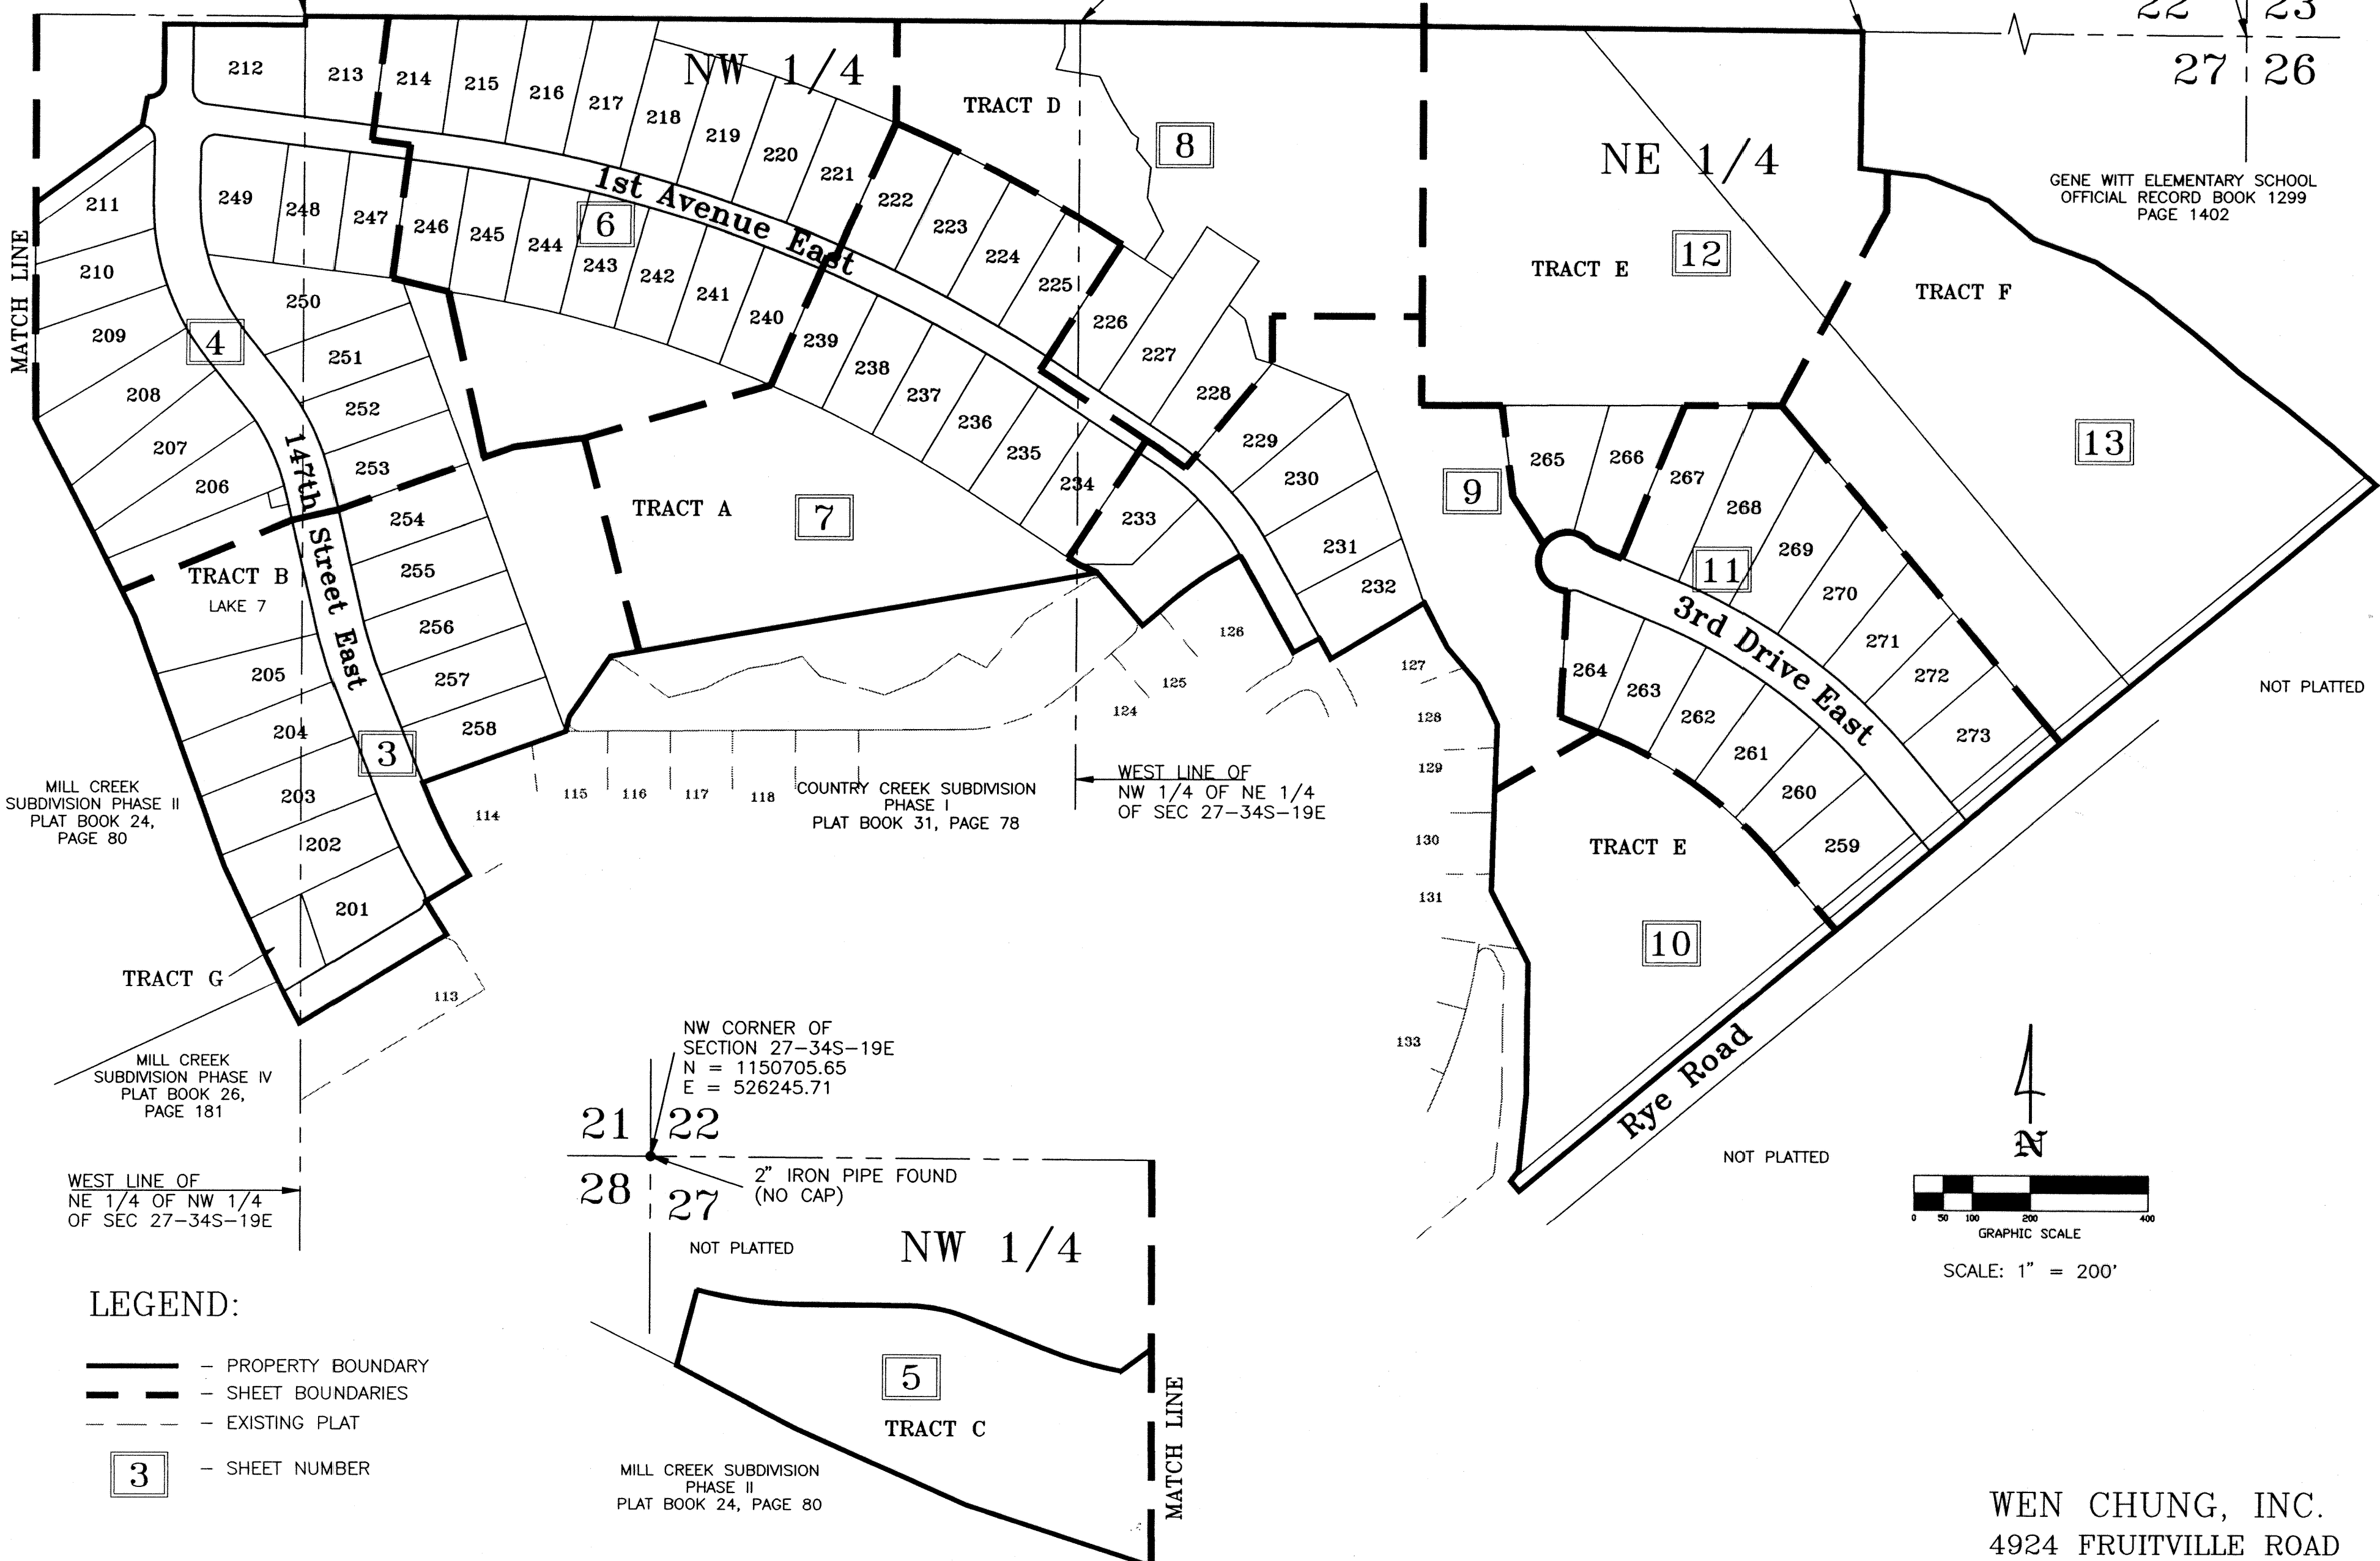 22 23
27 26
NW 1/4
NE 1/4
GENE WITT ELEMENTARY SCHOOL
OFFICIAL RECORD BOOK 1299
PAGE 1402
212
213
214
215
216
217
218
219
220
221
222
223
224
225
226
227
228
229
230
231
232
233
234
235
236
237
238
239
240
241
242
243
244
245
246
247
248
249
250
251
252
253
254
255
256
257
258
211
210
209
208
207
206
205
204
203
202
201
1st Avenue East
147th Street East
MATCH LINE
TRACT D
8
6
4
3
TRACT A
7
TRACT B
LAKE 7
TRACT G
TRACT E
12
TRACT F
13
9
11
265
266
267
268
269
270
271
272
273
264
263
262
261
260
259
3rd Drive East
TRACT E
10
Rye Road
NOT PLATTED
NOT PLATTED
113
114
115
116
117
118
124
125
126
127
128
129
130
131
133
MILL CREEK
SUBDIVISION PHASE II
PLAT BOOK 24,
PAGE 80
COUNTRY CREEK SUBDIVISION
PHASE I
PLAT BOOK 31, PAGE 78
WEST LINE OF
NW 1/4 OF NE 1/4
OF SEC 27-34S-19E
MILL CREEK
SUBDIVISION PHASE IV
PLAT BOOK 26,
PAGE 181
WEST LINE OF
NE 1/4 OF NW 1/4
OF SEC 27-34S-19E
NW CORNER OF
SECTION 27-34S-19E
N = 1150705.65
E = 526245.71
21 22
28 27
2" IRON PIPE FOUND
(NO CAP)
NOT PLATTED
NW 1/4
5
TRACT C
MATCH LINE
MILL CREEK SUBDIVISION
PHASE II
PLAT BOOK 24, PAGE 80
N
0 50 100 200 400
GRAPHIC SCALE
SCALE: 1" = 200'
LEGEND:
- PROPERTY BOUNDARY
- SHEET BOUNDARIES
- EXISTING PLAT
3 - SHEET NUMBER
WEN CHUNG, INC.
4924 FRUITVILLE ROAD